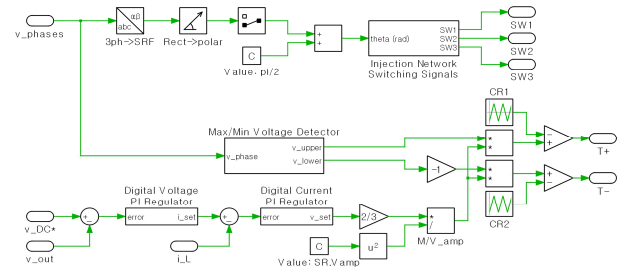 v_phases
αβ
abc
3ph->SRF
Rect->polar
C
Value: pi/2
+
+
theta (rad)
SW1
SW2
SW3
Injection Network
Switching Signals
SW1
SW2
SW3
CR1
Max/Min Voltage Detector
v_phase
v_upper
v_lower
-1
*
*
*
*
−
+
T+
+
−
T-
CR2
Digital Voltage
PI Regulator
error
i_set
Digital Current
PI Regulator
error
v_set
2/3
*
/
M/V_amp
v_DC*
+
−
v_out
+
−
i_L
C
Value: SR.Vamp
u²